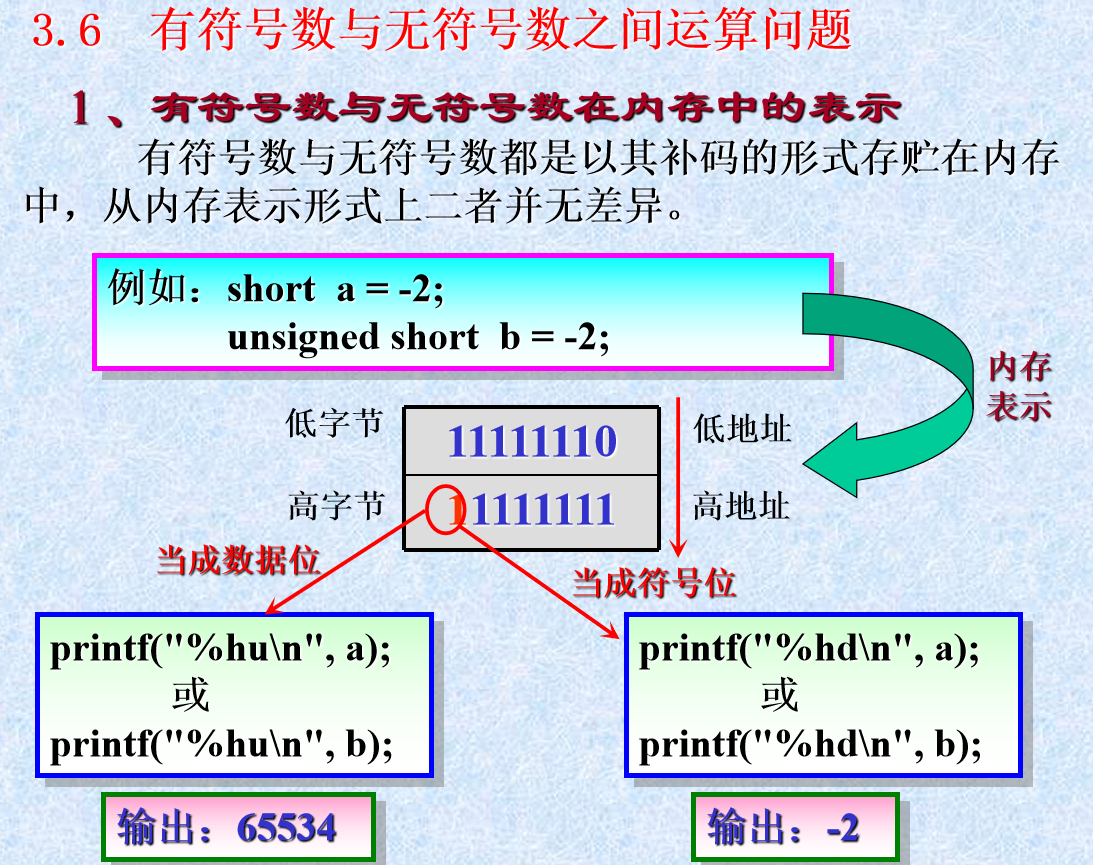 3.6 有符号数与无符号数之间运算问题
1、有符号数与无符号数在内存中的表示
有符号数与无符号数都是以其补码的形式存贮在内存
中，从内存表示形式上二者并无差异。
例如：short a = -2;
unsigned short b = -2;
内存
表示
低字节
11111110
低地址
高字节
11111111
高地址
当成数据位
当成符号位
printf("%hu\n", a);
或
printf("%hu\n", b);
printf("%hd\n", a);
或
printf("%hd\n", b);
输出：65534
输出：-2